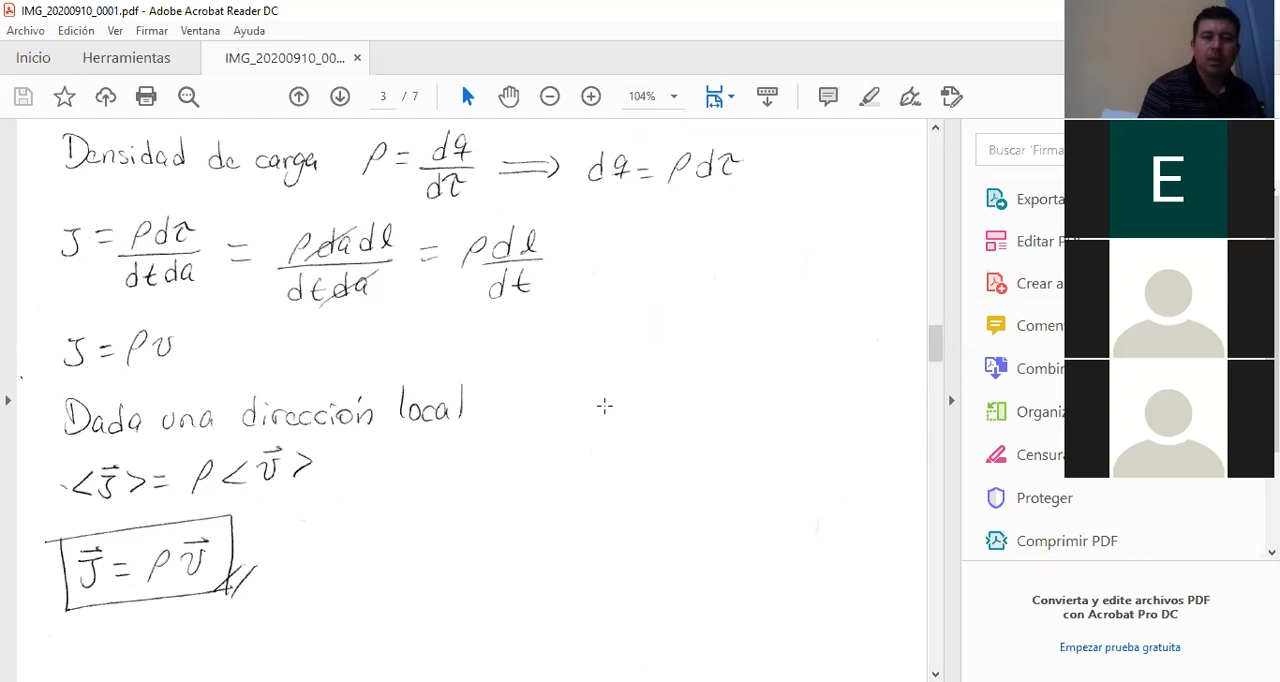 IMG_20200910_0001.pdf - Adobe Acrobat Reader DC
Archivo Edición Ver Firmar Ventana Ayuda
Inicio Herramientas IMG_20200910_00... ×
3 / 7 104%
Densidad de carga ρ = dq/dτ ⟹ dq = ρdτ
J = ρdτ/dtda = ρdadl/dtda = ρ dl/dt
J = ρv
Dada una dirección local
<J⃗> = ρ<v⃗>
J⃗ = ρv⃗
E
Buscar 'Firma
Exporta
Editar P
Crear a
Comen
Combin
Organiz
Censura
Proteger
Comprimir PDF
Convierta y edite archivos PDF
con Acrobat Pro DC
Empezar prueba gratuita